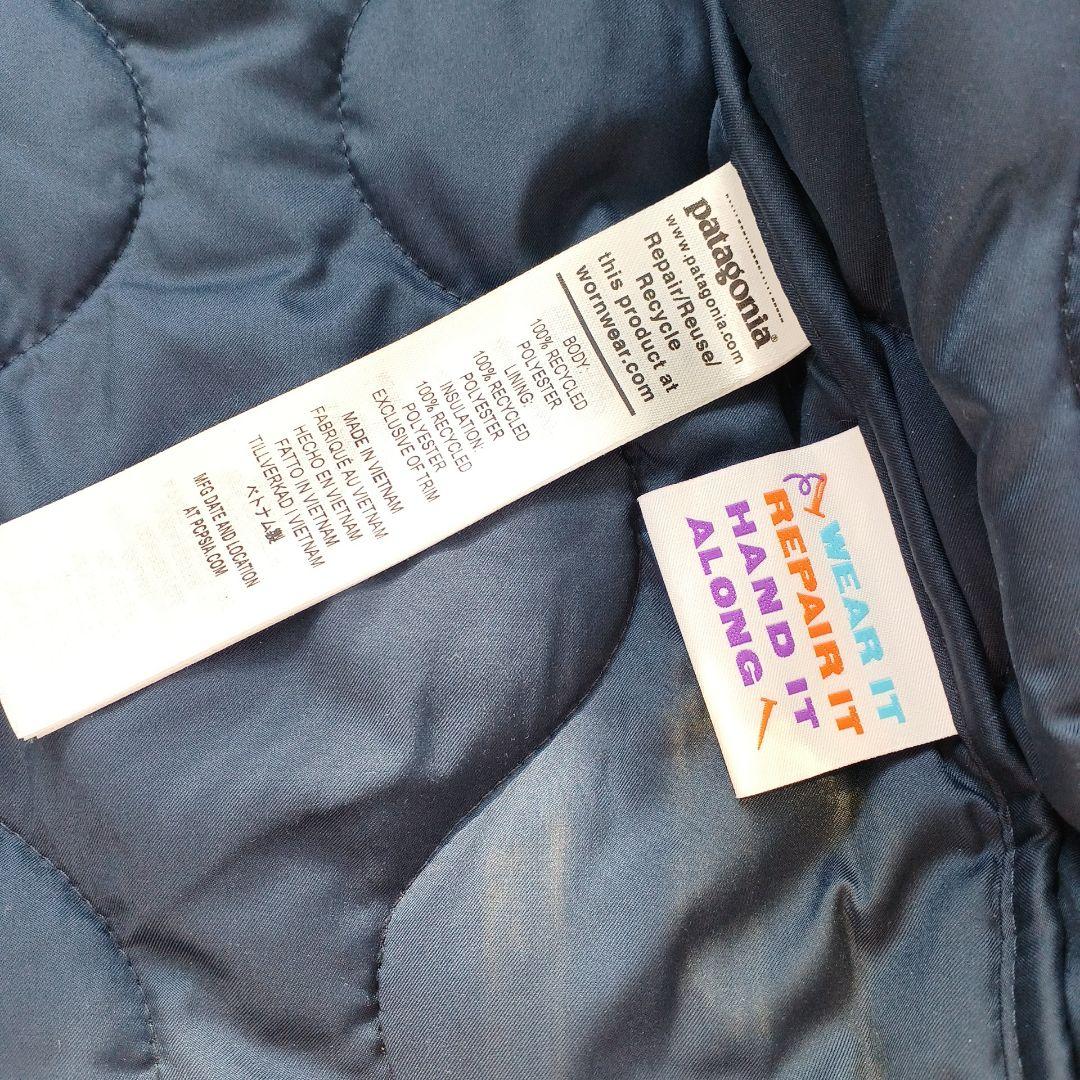 patagonia®
www.patagonia.com
Repair/Reuse/
Recycle
this product at
wornwear.com
BODY:
100% RECYCLED
POLYESTER
LINING:
100% RECYCLED
POLYESTER
INSULATION:
100% RECYCLED
POLYESTER
EXCLUSIVE OF TRIM
MADE IN VIETNAM
FABRIQUÉ AU VIETNAM
HECHO EN VIETNAM
FATTO IN VIETNAM
TILLVERKAD I VIETNAM
ベトナム製
MFG DATE AND LOCATION
AT PCPSIA.COM
WEAR IT
REPAIR IT
HAND IT
ALONG